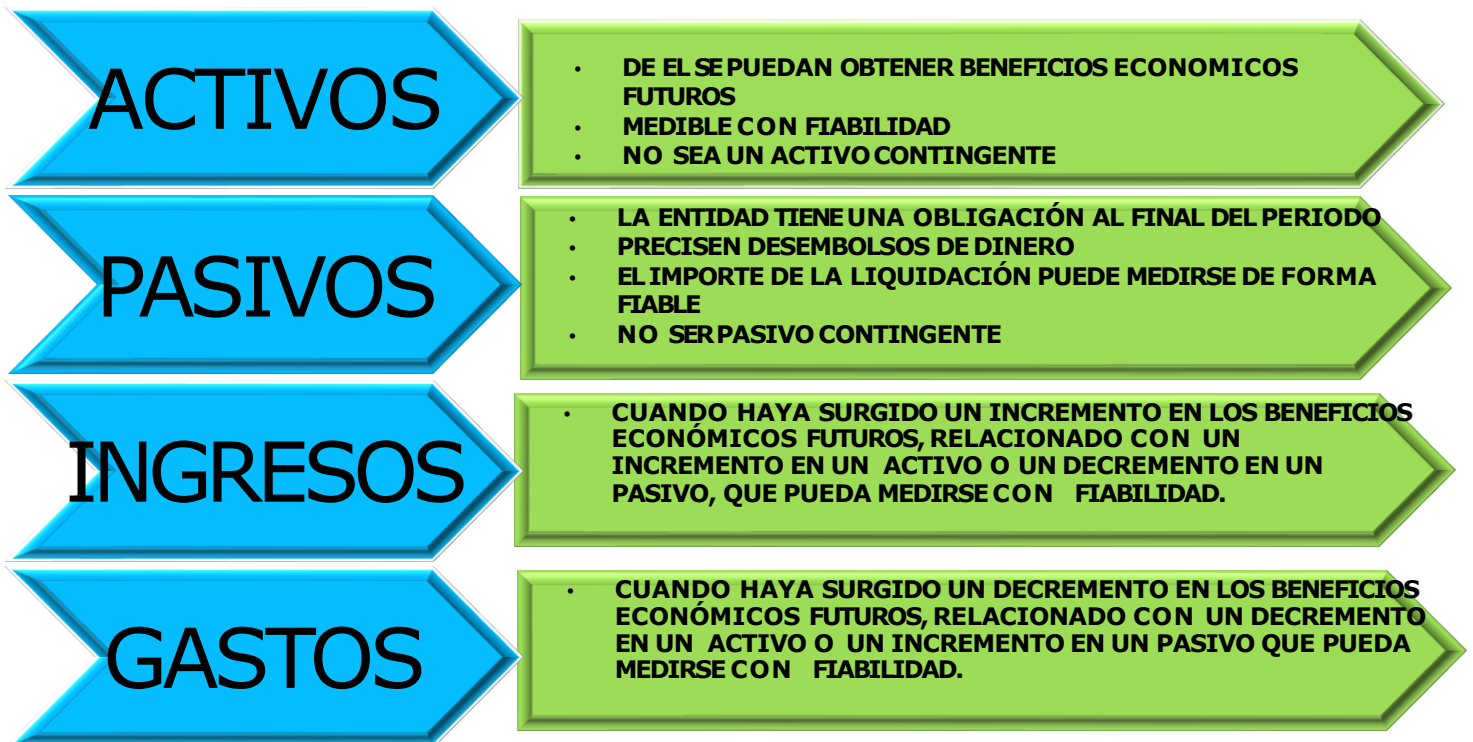 ACTIVOS
• DE EL SE PUEDAN OBTENER BENEFICIOS ECONOMICOS
FUTUROS
• MEDIBLE CON FIABILIDAD
• NO SEA UN ACTIVO CONTINGENTE
PASIVOS
• LA ENTIDAD TIENE UNA OBLIGACIÓN AL FINAL DEL PERIODO
• PRECISEN DESEMBOLSOS DE DINERO
• EL IMPORTE DE LA LIQUIDACIÓN PUEDE MEDIRSE DE FORMA
FIABLE
• NO SER PASIVO CONTINGENTE
INGRESOS
• CUANDO HAYA SURGIDO UN INCREMENTO EN LOS BENEFICIOS
ECONÓMICOS FUTUROS, RELACIONADO CON UN
INCREMENTO EN UN ACTIVO O UN DECREMENTO EN UN
PASIVO, QUE PUEDA MEDIRSE CON FIABILIDAD.
GASTOS
• CUANDO HAYA SURGIDO UN DECREMENTO EN LOS BENEFICIOS
ECONÓMICOS FUTUROS, RELACIONADO CON UN DECREMENTO
EN UN ACTIVO O UN INCREMENTO EN UN PASIVO QUE PUEDA
MEDIRSE CON FIABILIDAD.